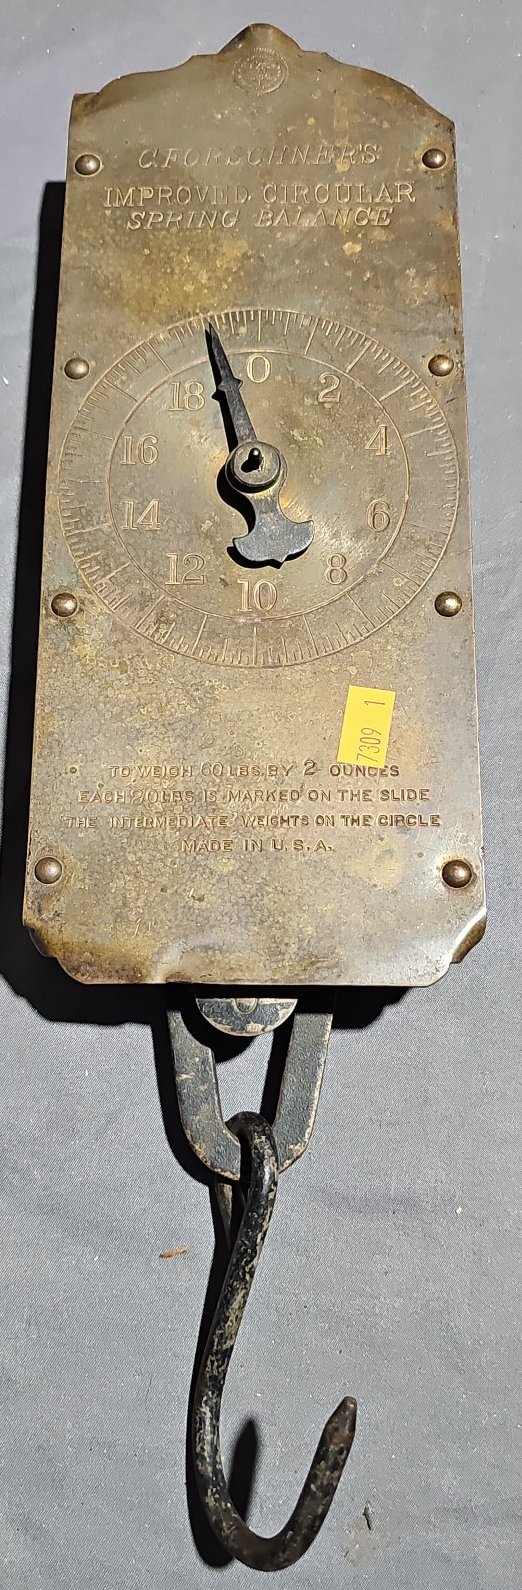 C. FORSCHNER'S
IMPROVED CIRCULAR
SPRING BALANCE
0
2
4
6
8
10
12
14
16
18
7309 1
TO WEIGH 60 LBS. BY 2 OUNCES
EACH 20 LBS. IS MARKED ON THE SLIDE
THE INTERMEDIATE WEIGHTS ON THE CIRCLE
MADE IN U.S.A.
0